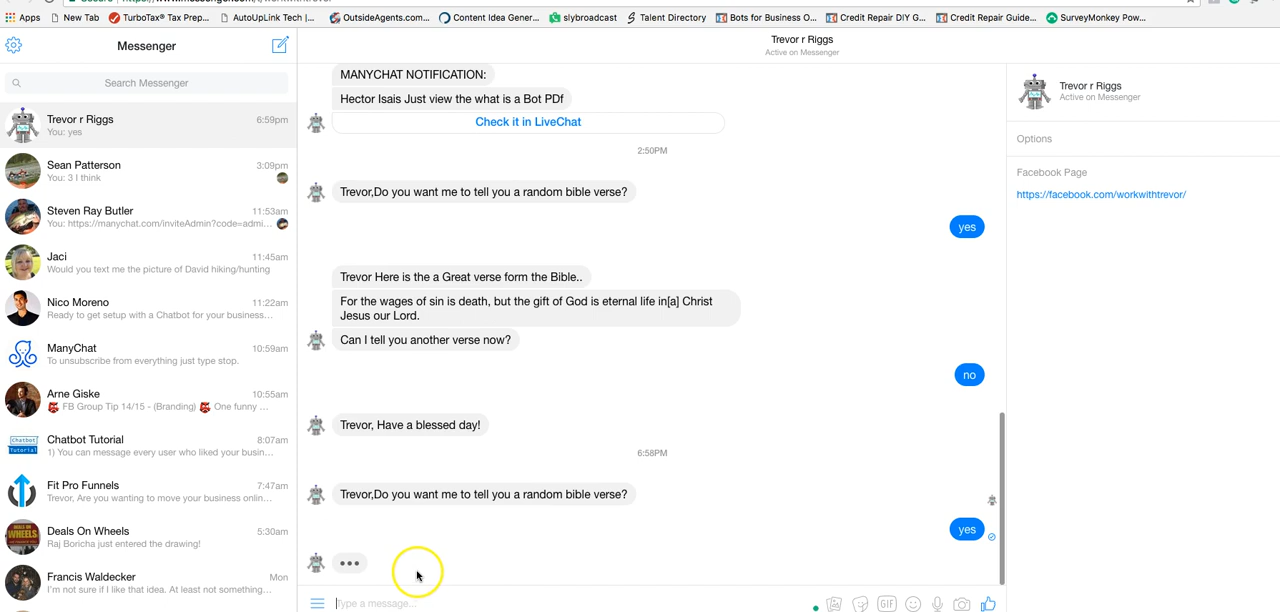 Apps New Tab TurboTax® Tax Prep... AutoUpLink Tech |... OutsideAgents.com... Content Idea Gener... slybroadcast Talent Directory Bots for Business O... Credit Repair DIY G... Credit Repair Guide... SurveyMonkey Pow...
Messenger
Search Messenger
Trevor r Riggs 6:59pm
You: yes
Sean Patterson 3:09pm
You: 3 I think
Steven Ray Butler 11:53am
You: https://manychat.com/inviteAdmin?code=admi...
Jaci 11:45am
Would you text me the picture of David hiking/hunting
Nico Moreno 11:22am
Ready to get setup with a Chatbot for your business...
ManyChat 10:59am
To unsubscribe from everything just type stop.
Arne Giske 10:55am
FB Group Tip 14/15 - (Branding) One funny ...
Chatbot Tutorial 8:07am
1) You can message every user who liked your busin...
Chatbot
Tutorial
Fit Pro Funnels 7:47am
Trevor, Are you wanting to move your business onlin...
Deals On Wheels 5:30am
Raj Boricha just entered the drawing!
Francis Waldecker Mon
I'm not sure if I like that idea. At least not something...
Trevor r Riggs
Active on Messenger
MANYCHAT NOTIFICATION:
Hector Isais Just view the what is a Bot PDf
Check it in LiveChat
2:50PM
Trevor,Do you want me to tell you a random bible verse?
yes
Trevor Here is the a Great verse form the Bible..
For the wages of sin is death, but the gift of God is eternal life in[a] Christ
Jesus our Lord.
Can I tell you another verse now?
no
Trevor, Have a blessed day!
6:58PM
Trevor,Do you want me to tell you a random bible verse?
yes
Type a message...
GIF
Trevor r Riggs
Active on Messenger
Options
Facebook Page
https://facebook.com/workwithtrevor/